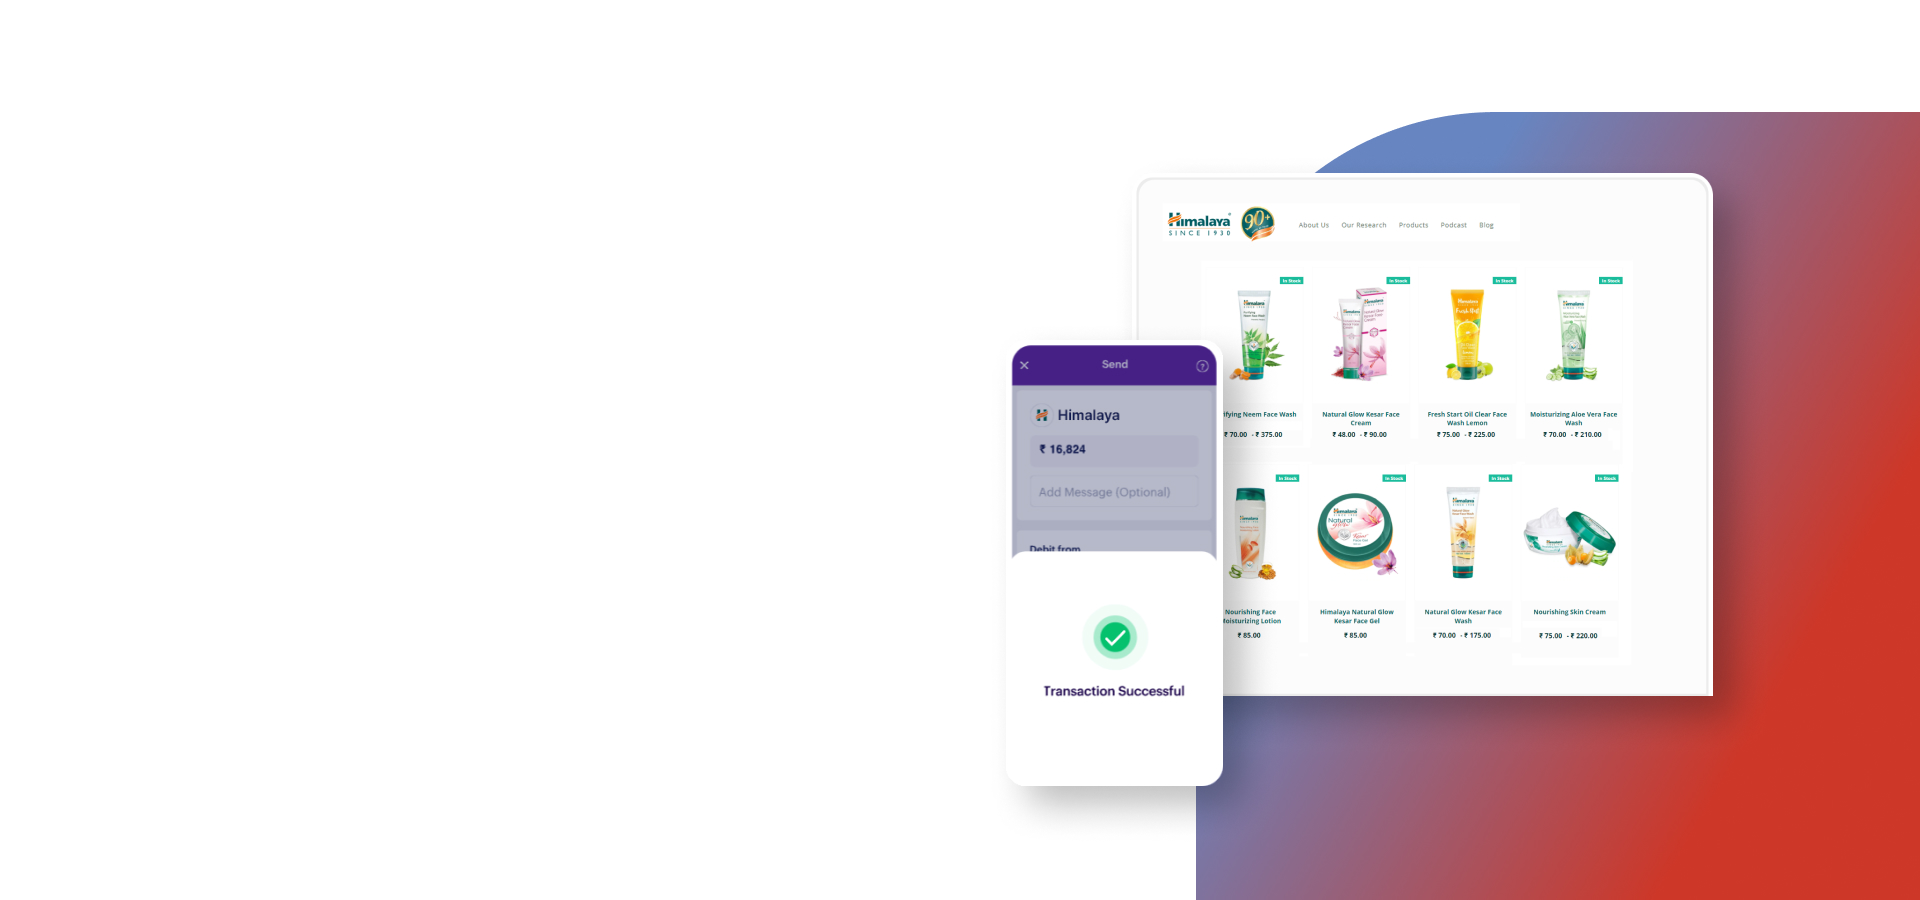 Himalaya
SINCE 1930
90+
About Us Our Research Products Podcast Blog
In Stock In Stock In Stock In Stock
ifying Neem Face Wash
₹ 70.00 - ₹ 375.00
Natural Glow Kesar Face
Cream
₹ 48.00 - ₹ 90.00
Fresh Start Oil Clear Face
Wash Lemon
₹ 75.00 - ₹ 225.00
Moisturizing Aloe Vera Face
Wash
₹ 70.00 - ₹ 210.00
In Stock In Stock In Stock In Stock
Nourishing Face
Moisturizing Lotion
₹ 85.00
Himalaya Natural Glow
Kesar Face Gel
₹ 85.00
Natural Glow Kesar Face
Wash
₹ 70.00 - ₹ 175.00
Nourishing Skin Cream
₹ 75.00 - ₹ 220.00
Send
Himalaya
₹ 16,824
Add Message (Optional)
Debit from
Transaction Successful